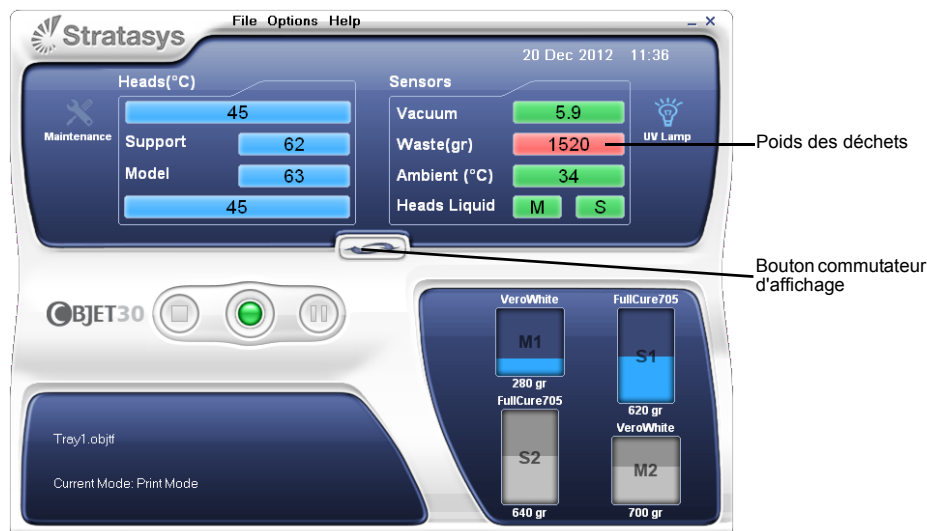 Stratasys
File Options Help
20 Dec 2012 11:36
Heads(°C)
Sensors
45
Vacuum 5.9
Maintenance
Support 62
Waste(gr) 1520
UV Lamp
Poids des déchets
Model 63
Ambient (°C) 34
45
Heads Liquid M S
Bouton commutateur
d'affichage
OBJET30
VeroWhite
FullCure705
M1
S1
280 gr
620 gr
FullCure705
VeroWhite
S2
M2
640 gr
700 gr
Tray1.objtf
Current Mode: Print Mode